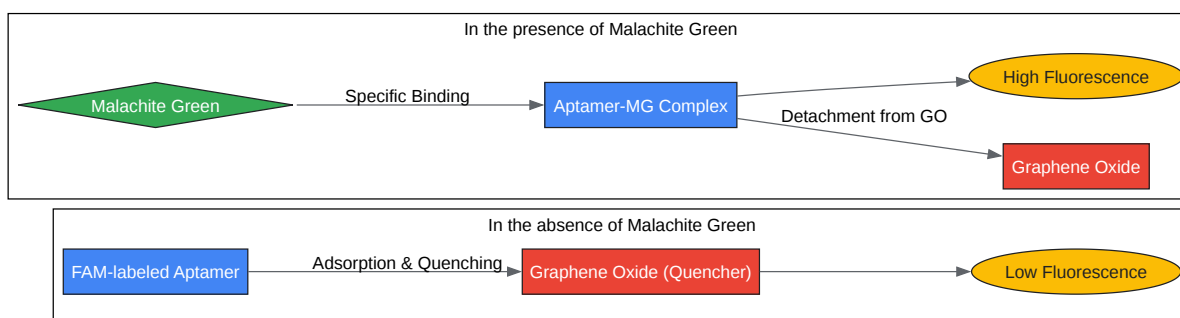 In the presence of Malachite Green
High Fluorescence
Malachite Green
Specific Binding
Aptamer-MG Complex
Detachment from GO
Graphene Oxide
In the absence of Malachite Green
FAM-labeled Aptamer
Adsorption & Quenching
Graphene Oxide (Quencher)
Low Fluorescence